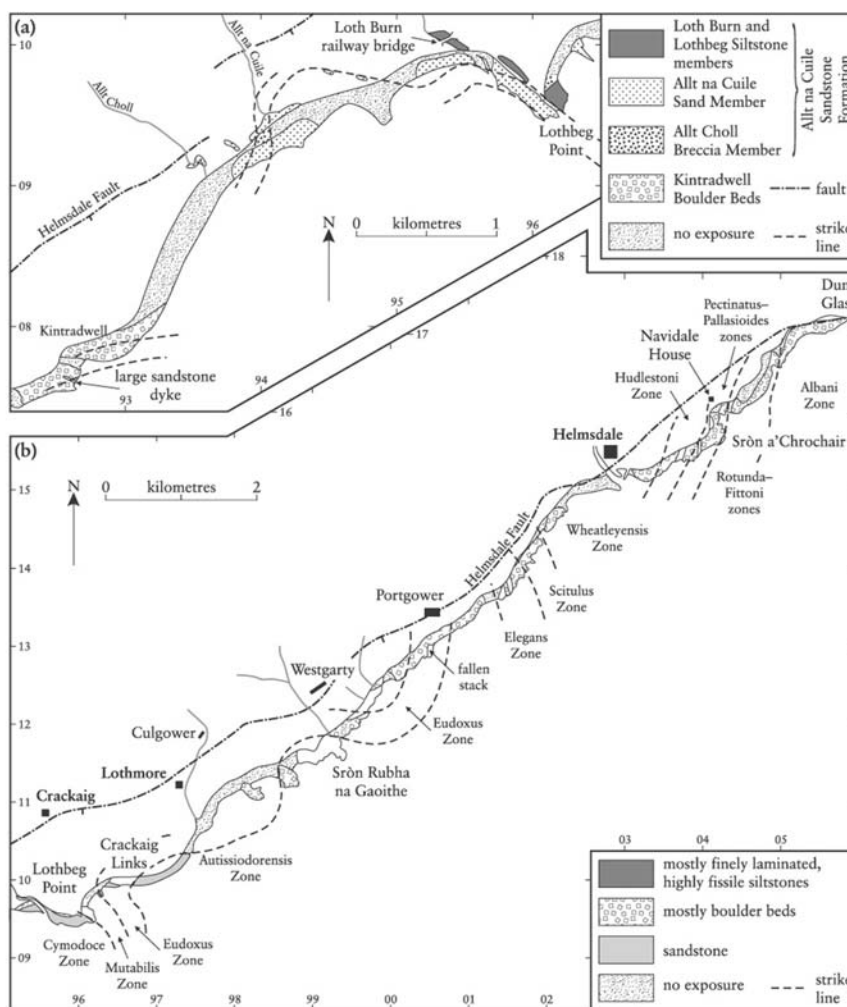 (a)
10
09
08
Allt Choll
Allt na Cuile
Loth Burn
railway bridge
Lothbeg
Point
Helmsdale Fault
Kintradwell
large sandstone
dyke
N
0 kilometres 1
93
94
95
96
16
17
18
Loth Burn and
Lothbeg Siltstone
members
Allt na Cuile
Sand Member
Allt Choll
Breccia Member
Allt na Cuile
Sandstone
Formation
Kintradwell
Boulder Beds
fault
no exposure
strike
line
(b)
N
0 kilometres 2
15
14
13
12
11
10
09
Dun
Glas
Pectinatus–
Pallasioides
zones
Navidale
House
Hudlestoni
Zone
Albani
Zone
Helmsdale
Sròn a'Chrochair
Rotunda–
Fittoni
zones
Wheatleyensis
Zone
Helmsdale Fault
Scitulus
Zone
Portgower
Elegans
Zone
fallen
stack
Westgarty
Eudoxus
Zone
Culgower
Sròn Rubha
na Gaoithe
Lothmore
Crackaig
Crackaig
Links
Autissiodorensis
Zone
Lothbeg
Point
Cymodoce
Zone
Mutabilis
Zone
Eudoxus
Zone
95
96
97
98
99
00
01
02
03
04
05
mostly finely laminated,
highly fissile siltstones
mostly boulder beds
sandstone
no exposure
strike
line